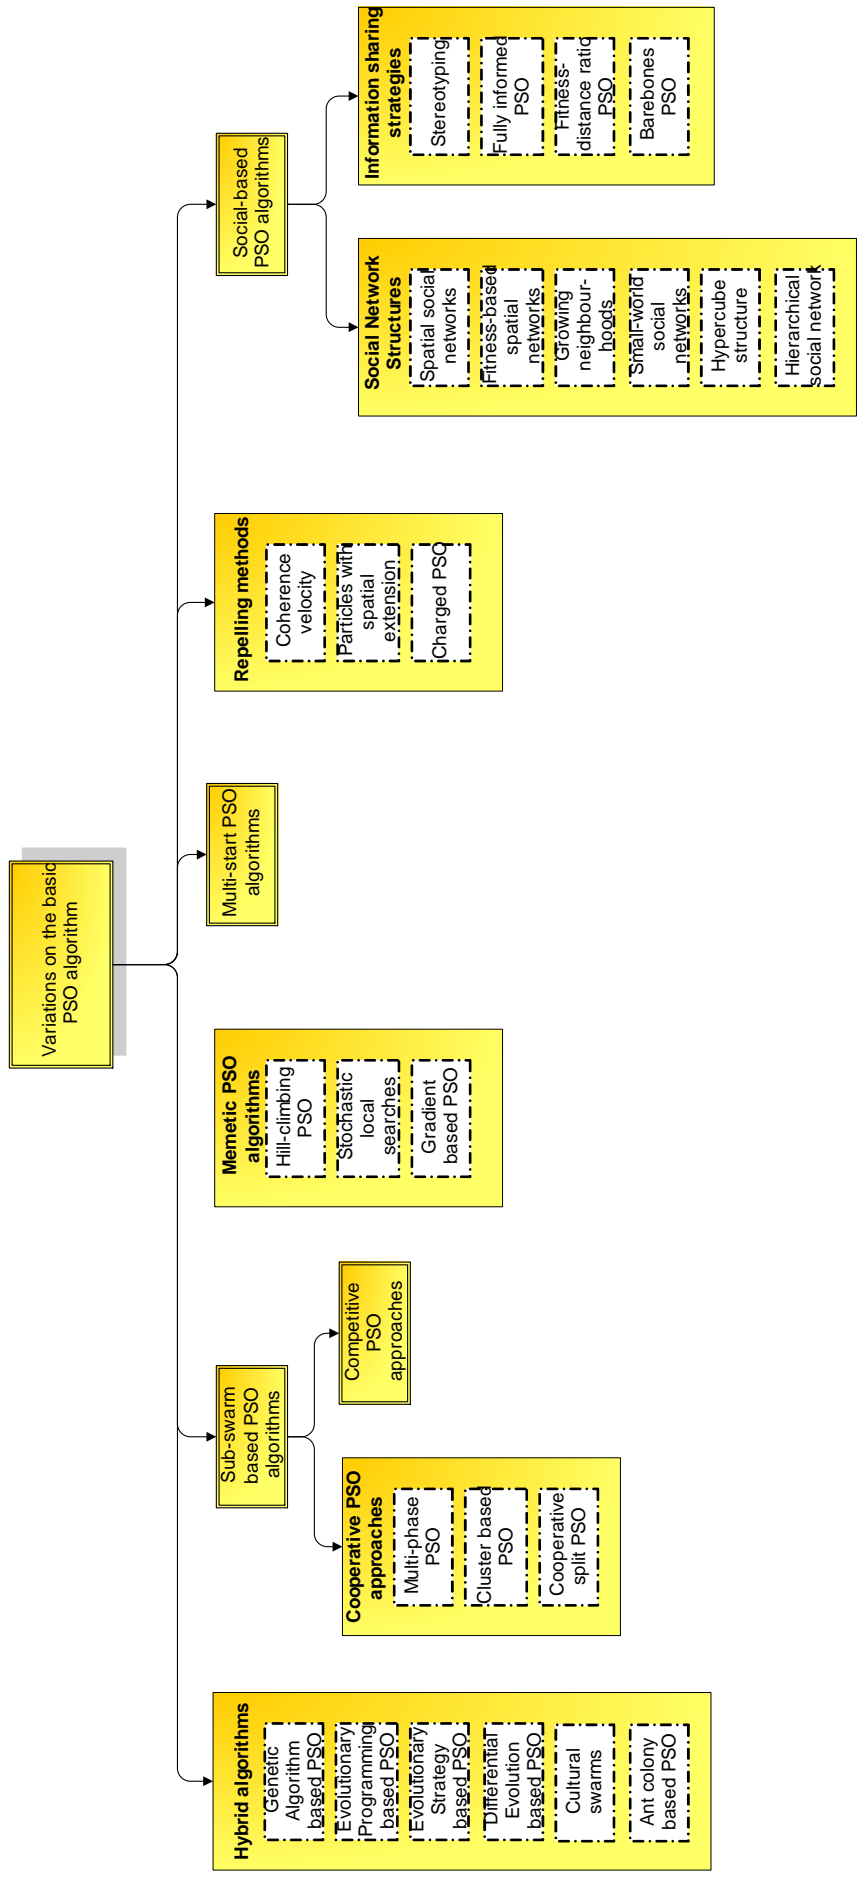 Variations on the basic
PSO algorithm
Hybrid algorithms
Genetic
Algorithm
based PSO
Evolutionary
Programming
based PSO
Evolutionary
Strategy
based PSO
Differential
Evolution
based PSO
Cultural
swarms
Ant colony
based PSO
Sub-swarm
based PSO
algorithms
Cooperative PSO
approaches
Multi-phase
PSO
Cluster based
PSO
Cooperative
split PSO
Competitive
PSO
approaches
Memetic PSO
algorithms
Hill-climbing
PSO
Stochastic
local
searches
Gradient
based PSO
Multi-start PSO
algorithms
Repelling methods
Coherence
velocity
Particles with
spatial
extension
Charged PSO
Social-based
PSO algorithms
Social Network
Structures
Spatial social
networks
Fitness-based
spatial
networks
Growing
neighbour-
hoods
Small-world
social
networks
Hypercube
structure
Hierarchical
social network
Information sharing
strategies
Stereotyping
Fully informed
PSO
Fitness-
distance ratio
PSO
Barebones
PSO